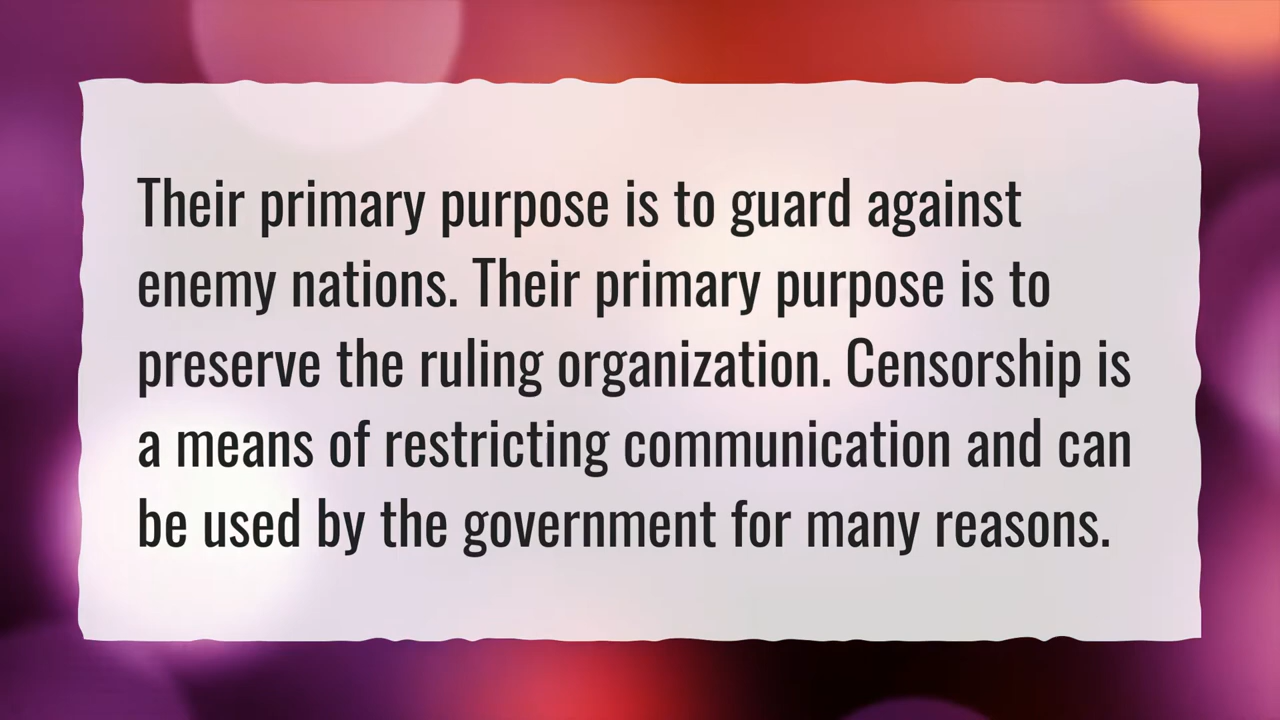 Their primary purpose is to guard against
enemy nations. Their primary purpose is to
preserve the ruling organization. Censorship is
a means of restricting communication and can
be used by the government for many reasons.